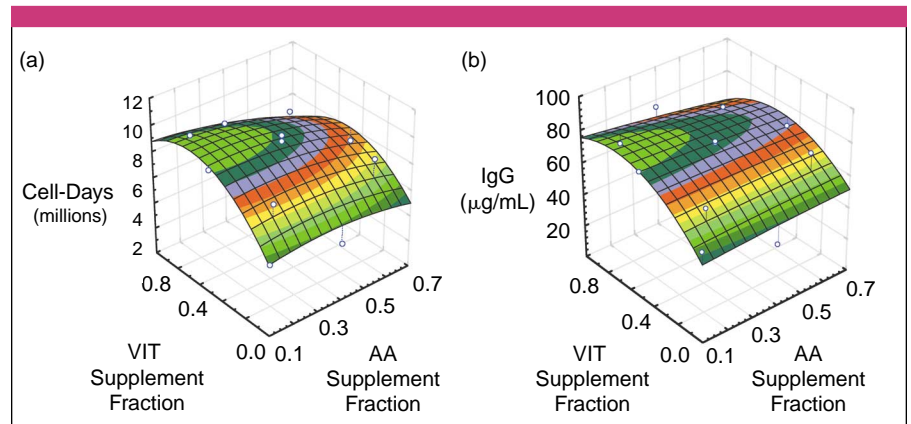 (a)
12
10
8
6
4
2
Cell-Days
(millions)
0.8
0.4
0.0
0.1
0.3
0.5
0.7
VIT
Supplement
Fraction
AA
Supplement
Fraction
(b)
100
80
60
40
20
IgG
(μg/mL)
0.8
0.4
0.0
0.1
0.3
0.5
0.7
VIT
Supplement
Fraction
AA
Supplement
Fraction